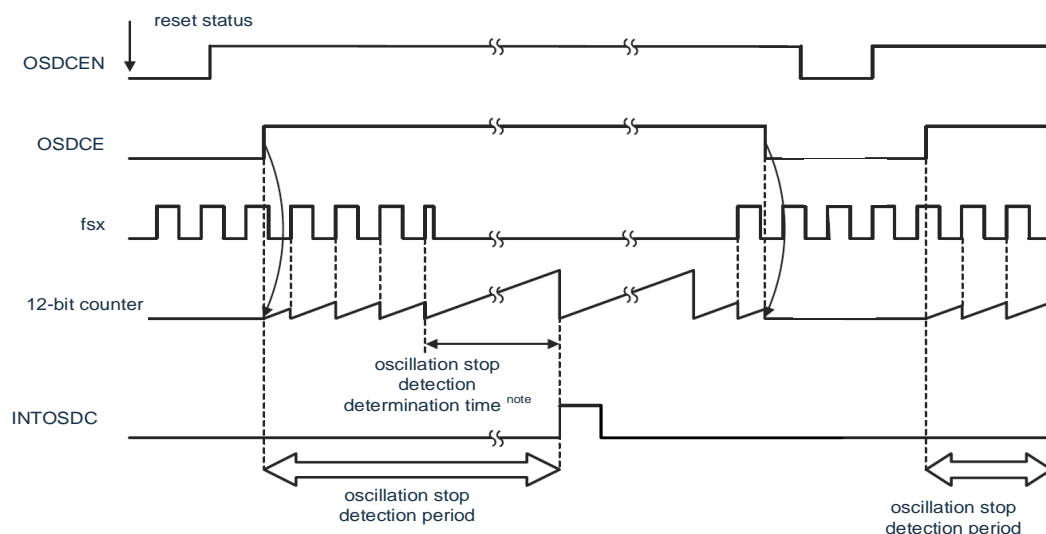 reset status
OSDCEN
OSDCE
fsx
12-bit counter
oscillation stop
detection
determination time note
INTOSDC
oscillation stop
detection period
oscillation stop
detection period